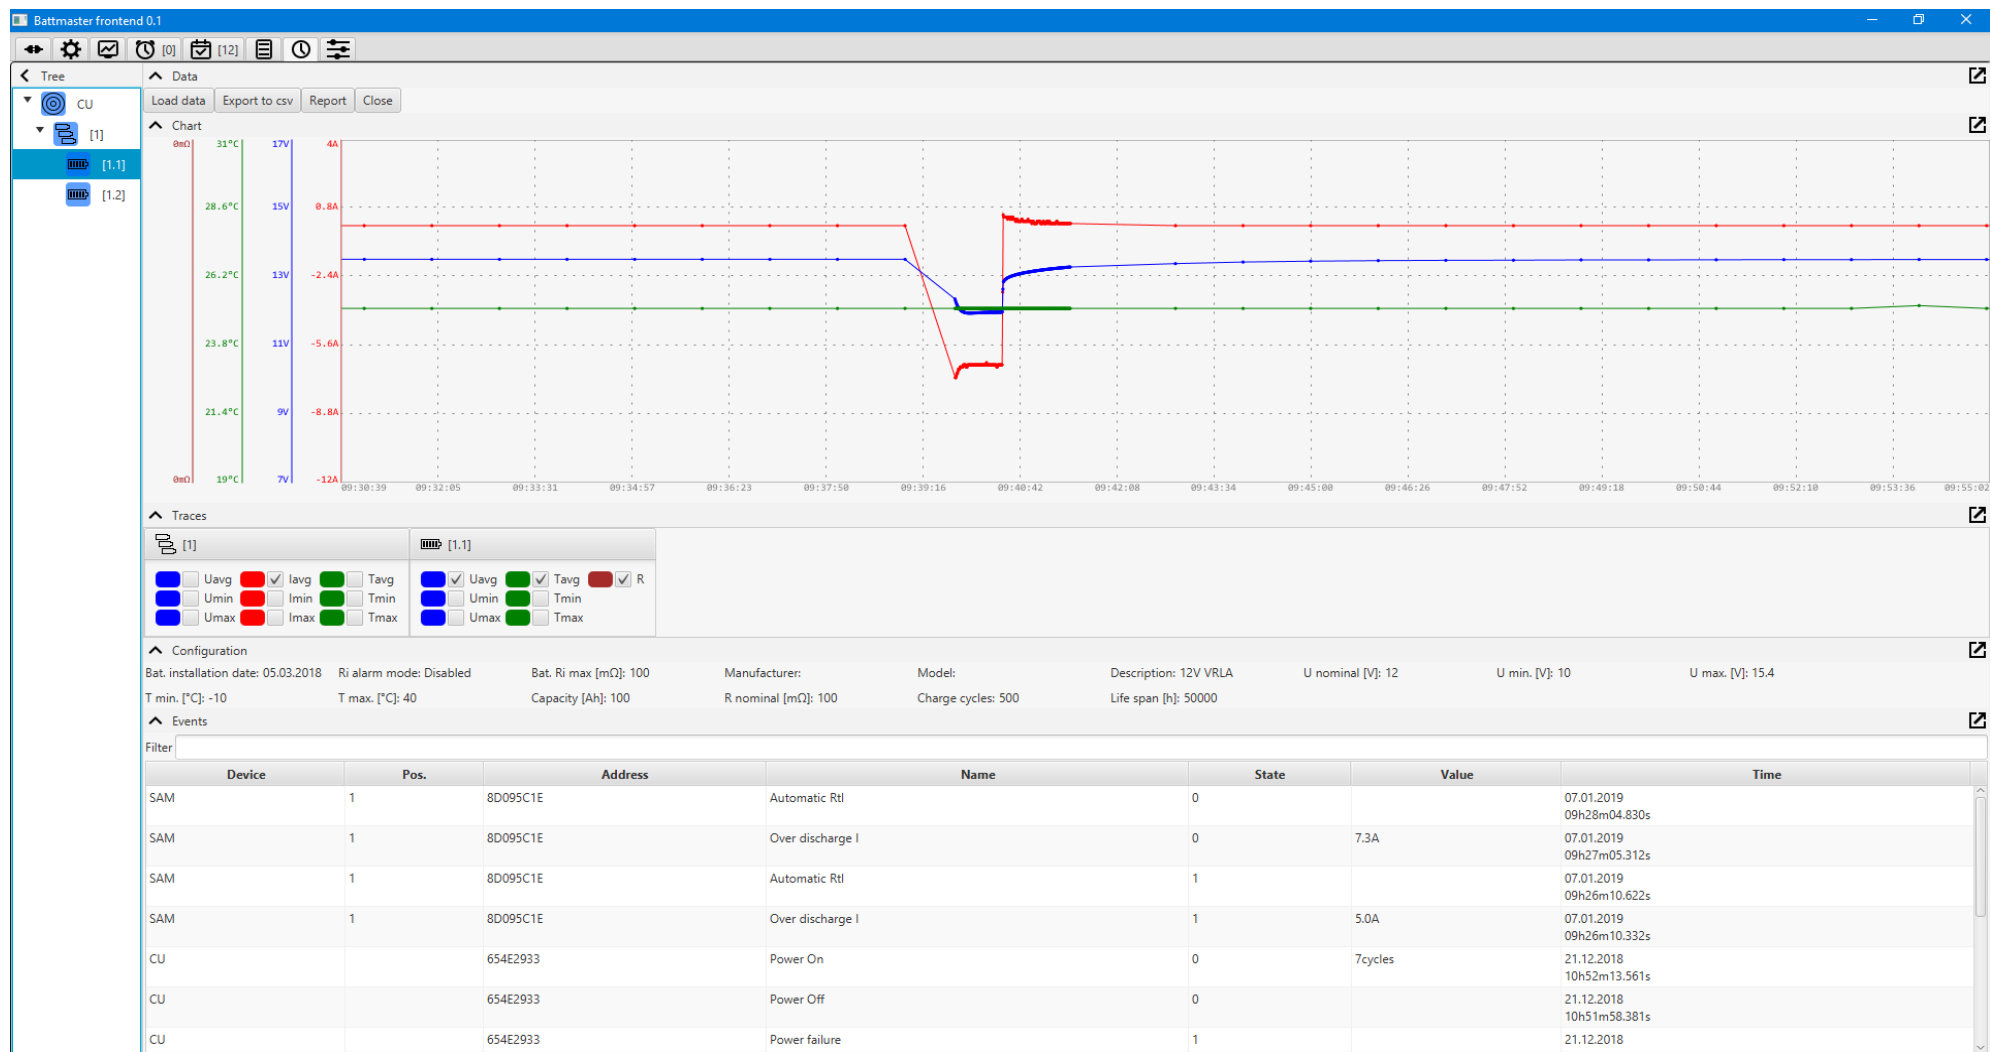 Battmaster frontend 0.1
[0] [12]
Tree
Data
CU
Load data Export to csv Report Close
[1]
Chart
[1.1]
[1.2]
0mΩ 31°C 17V 4A
28.6°C 15V 0.8A
26.2°C 13V -2.4A
23.8°C 11V -5.6A
21.4°C 9V -8.8A
0mΩ 19°C 7V -12A
09:30:39 09:32:05 09:33:31 09:34:57 09:36:23 09:37:50 09:39:16 09:40:42 09:42:08 09:43:34 09:45:00 09:46:26 09:47:52 09:49:18 09:50:44 09:52:10 09:53:36 09:55:02
Traces
[1] [1.1]
Uavg Iavg Tavg Uavg Tavg R
Umin Imin Tmin Umin Tmin
Umax Imax Tmax Umax Tmax
Configuration
Bat. installation date: 05.03.2018 Ri alarm mode: Disabled Bat. Ri max [mΩ]: 100 Manufacturer: Model: Description: 12V VRLA U nominal [V]: 12 U min. [V]: 10 U max. [V]: 15.4
T min. [°C]: -10 T max. [°C]: 40 Capacity [Ah]: 100 R nominal [mΩ]: 100 Charge cycles: 500 Life span [h]: 50000
Events
Filter
Device Pos. Address Name State Value Time
SAM 1 8D095C1E Automatic Rtl 0 07.01.2019
09h28m04.830s
SAM 1 8D095C1E Over discharge I 0 7.3A 07.01.2019
09h27m05.312s
SAM 1 8D095C1E Automatic Rtl 1 07.01.2019
09h26m10.622s
SAM 1 8D095C1E Over discharge I 1 5.0A 07.01.2019
09h26m10.332s
CU 654E2933 Power On 0 7cycles 21.12.2018
10h52m13.561s
CU 654E2933 Power Off 0 21.12.2018
10h51m58.381s
CU 654E2933 Power failure 1 21.12.2018